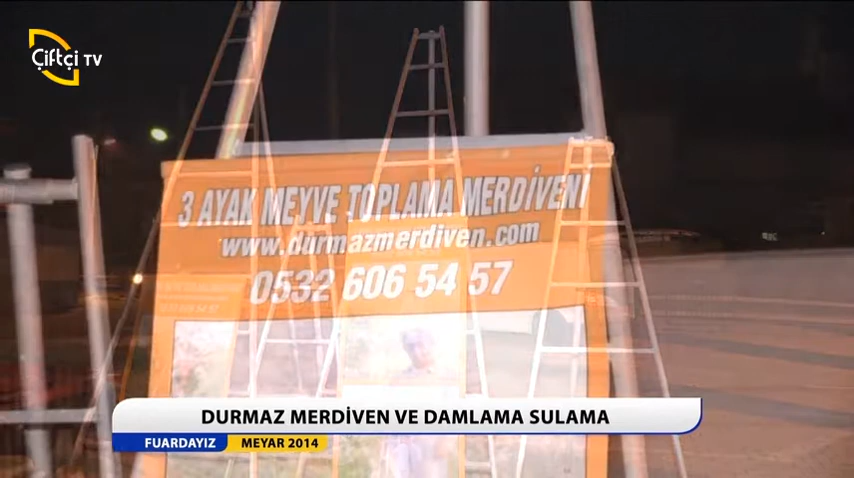 Çiftçi TV
3 AYAK MEYVE TOPLAMA MERDİVENİ
www.durmazmerdiven.com
0532 606 54 57
DURMAZ MERDİVEN VE DAMLAMA SULAMA
FUARDAYIZ MEYAR 2014